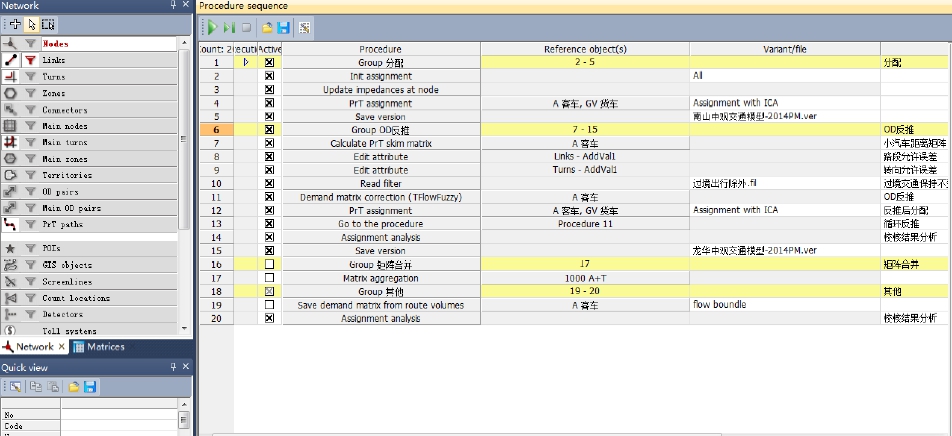 Network
Procedure sequence
Nodes
Links
Turns
Zones
Connectors
Main nodes
Main turns
Main zones
Territories
OD pairs
Main OD pairs
PrT paths
POIs
GIS objects
Screenlines
Count locations
Detectors
Toll systems
Network
Matrices
Quick view
No
Code
Count: 2 Active Procedure Reference object(s) Variant/file
1 Group 分配 2 - 5 分配
2 Init assignment All
3 Update impedances at node
4 PrT assignment A 客车, GV 货车 Assignment with ICA
5 Save version 南山中观交通模型-2014PM.ver
6 Group OD反推 7 - 15 OD反推
7 Calculate PrT skim matrix A 客车 小汽车距离矩阵
8 Edit attribute Links - AddVal1 路段允许误差
9 Edit attribute Turns - AddVal1 转向允许误差
10 Read filter 过境出行除外.fil 过境交通保持不
11 Demand matrix correction (TFlowFuzzy) A 客车 OD反推
12 PrT assignment A 客车, GV 货车 Assignment with ICA 反推后分配
13 Go to the procedure Procedure 11 循环反推
14 Assignment analysis 校核结果分析
15 Save version 龙华中观交通模型-2014PM.ver
16 Group 矩阵合并 17 矩阵合并
17 Matrix aggregation 1000 A+T
18 Group 其他 19 - 20 其他
19 Save demand matrix from route volumes A 客车 flow boundle
20 Assignment analysis 校核结果分析